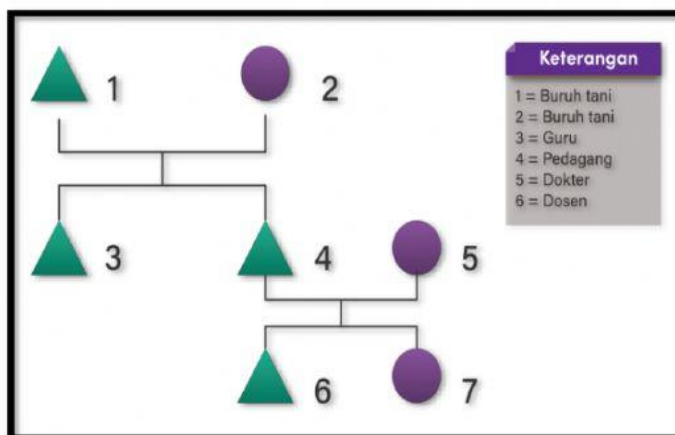 1
2
Keterangan
1 = Buruh tani
2 = Buruh tani
3 = Guru
4 = Pedagang
5 = Dokter
6 = Dosen
3
4
5
6
7